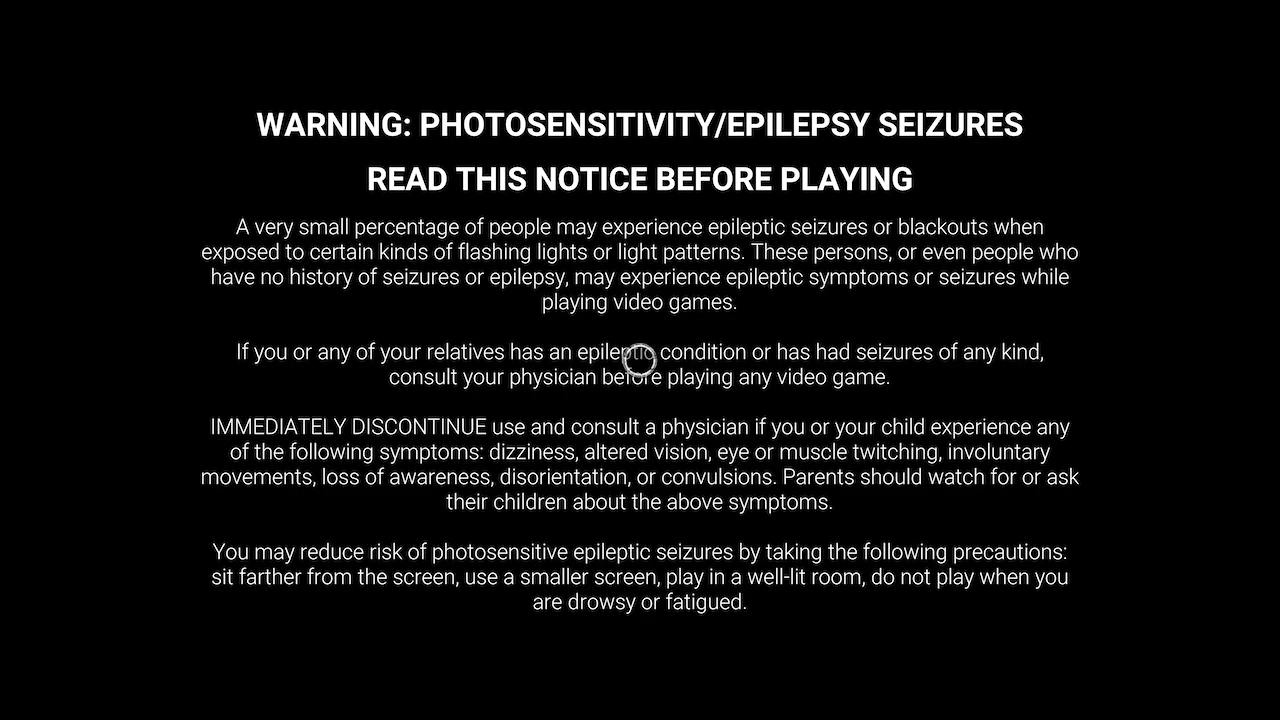 WARNING: PHOTOSENSITIVITY/EPILEPSY SEIZURES
READ THIS NOTICE BEFORE PLAYING
A very small percentage of people may experience epileptic seizures or blackouts when
exposed to certain kinds of flashing lights or light patterns. These persons, or even people who
have no history of seizures or epilepsy, may experience epileptic symptoms or seizures while
playing video games.
If you or any of your relatives has an epileptic condition or has had seizures of any kind,
consult your physician before playing any video game.
IMMEDIATELY DISCONTINUE use and consult a physician if you or your child experience any
of the following symptoms: dizziness, altered vision, eye or muscle twitching, involuntary
movements, loss of awareness, disorientation, or convulsions. Parents should watch for or ask
their children about the above symptoms.
You may reduce risk of photosensitive epileptic seizures by taking the following precautions:
sit farther from the screen, use a smaller screen, play in a well-lit room, do not play when you
are drowsy or fatigued.